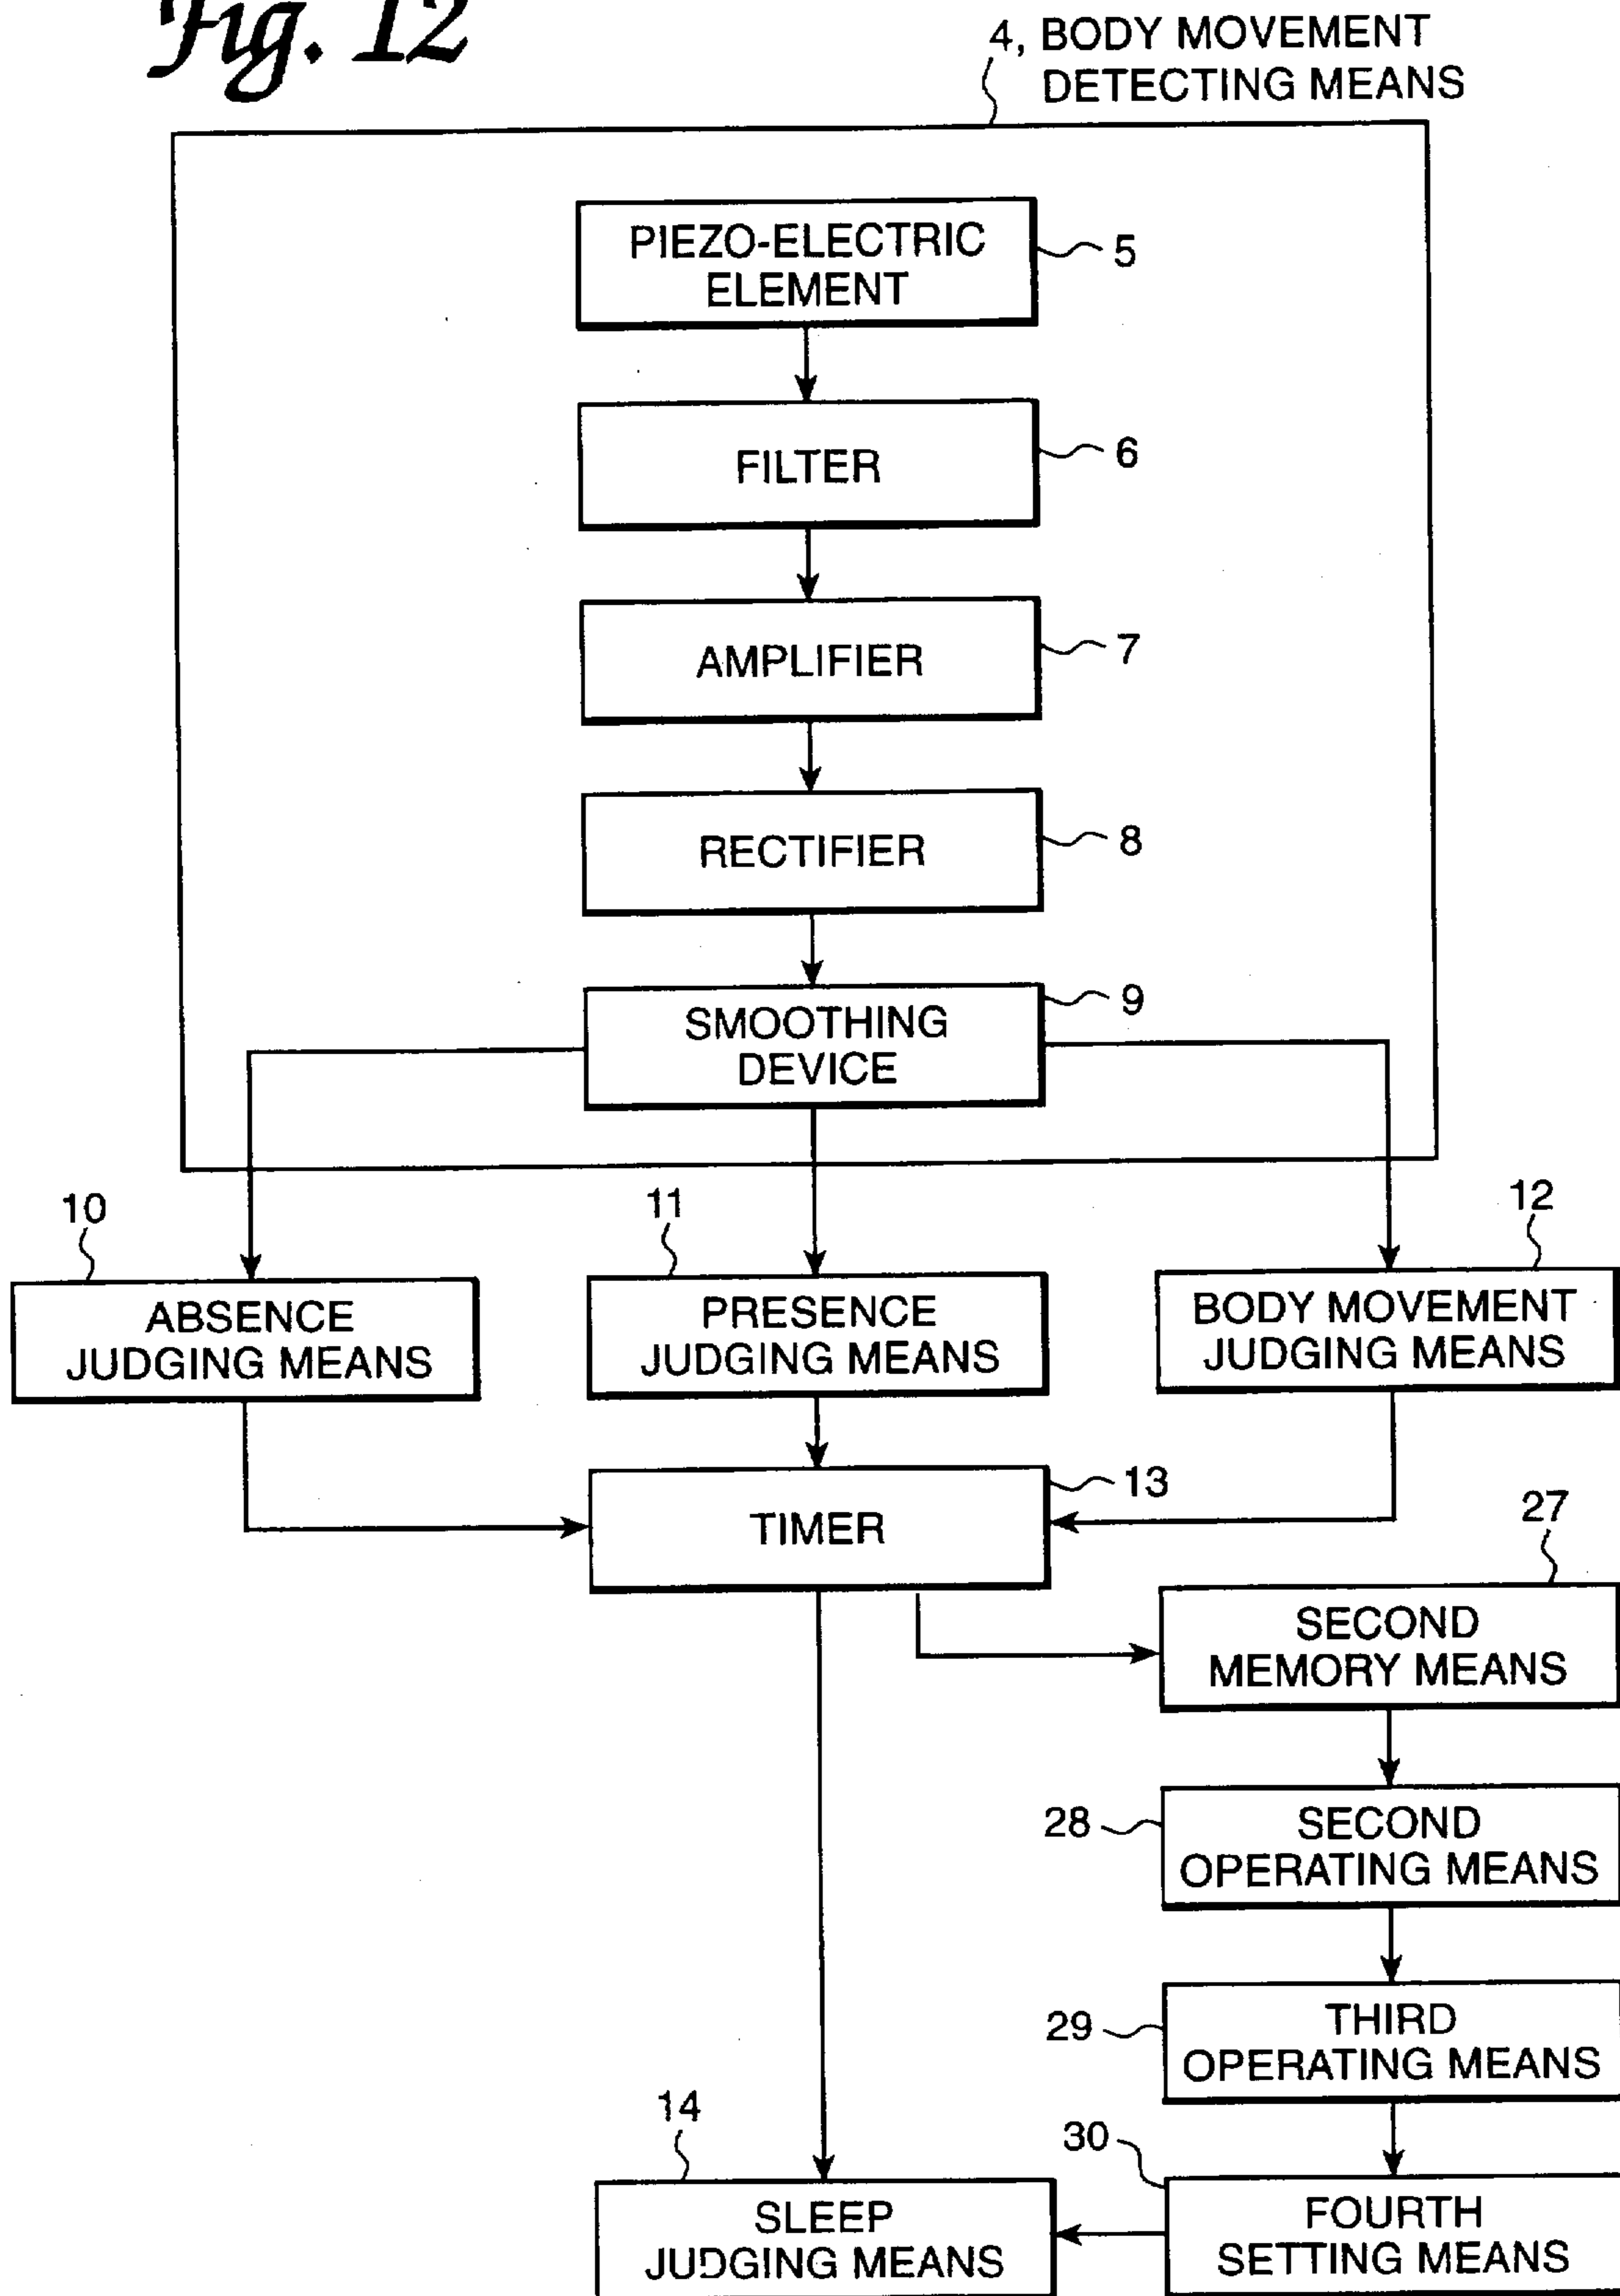 Fig. 12
4, BODY MOVEMENT
DETECTING MEANS
PIEZO-ELECTRIC
ELEMENT
5
FILTER
6
AMPLIFIER
7
RECTIFIER
8
SMOOTHING
DEVICE
9
10
ABSENCE
JUDGING MEANS
11
PRESENCE
JUDGING MEANS
12
BODY MOVEMENT
JUDGING MEANS
TIMER
13
27
SECOND
MEMORY MEANS
28
SECOND
OPERATING MEANS
29
THIRD
OPERATING MEANS
14
SLEEP
JUDGING MEANS
30
FOURTH
SETTING MEANS